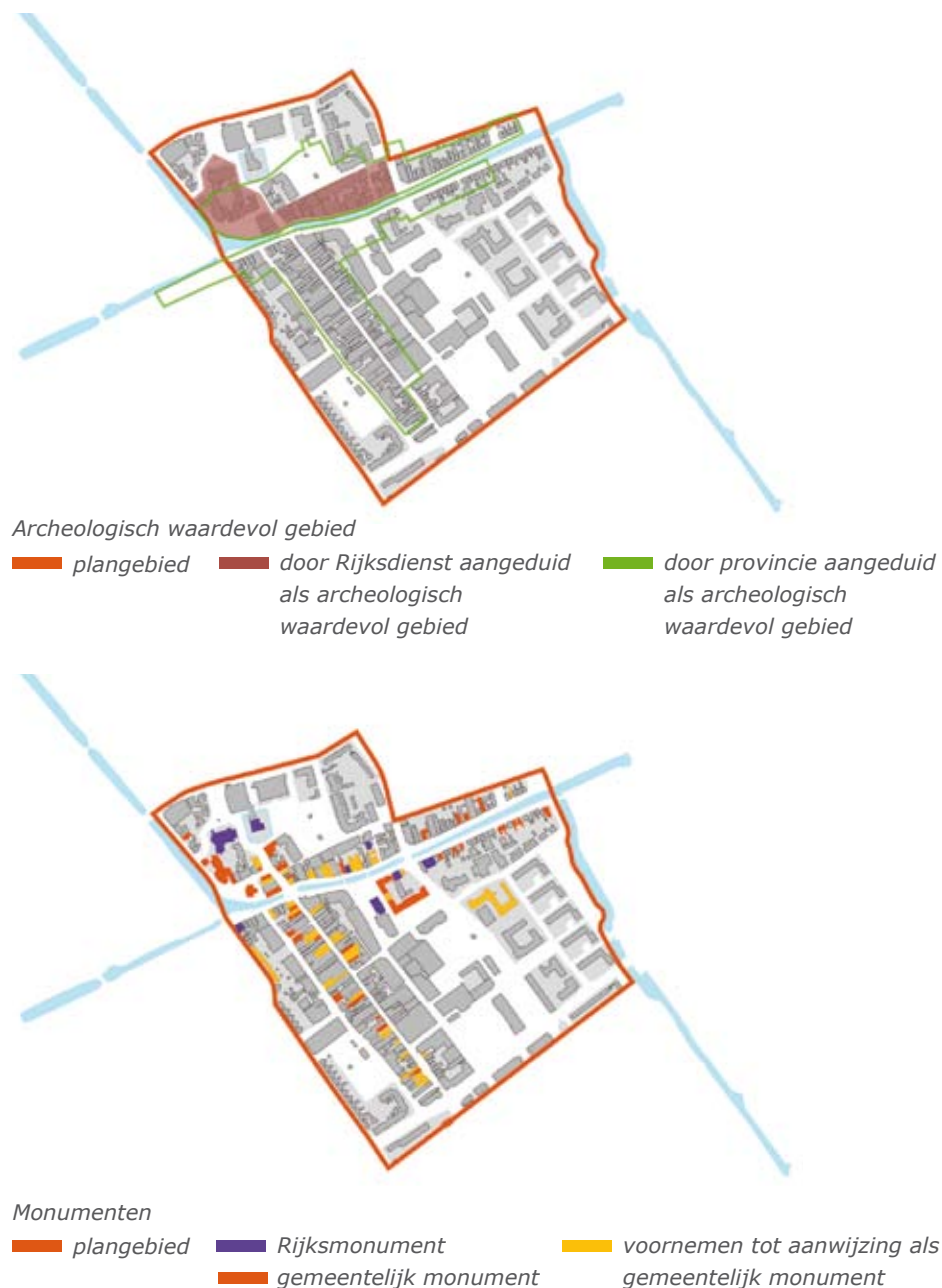 Archeologisch waardevol gebied
plangebied
door Rijksdienst aangeduid
als archeologisch
waardevol gebied
door provincie aangeduid
als archeologisch
waardevol gebied
Monumenten
plangebied
Rijksmonument
gemeentelijk monument
voornemen tot aanwijzing als
gemeentelijk monument